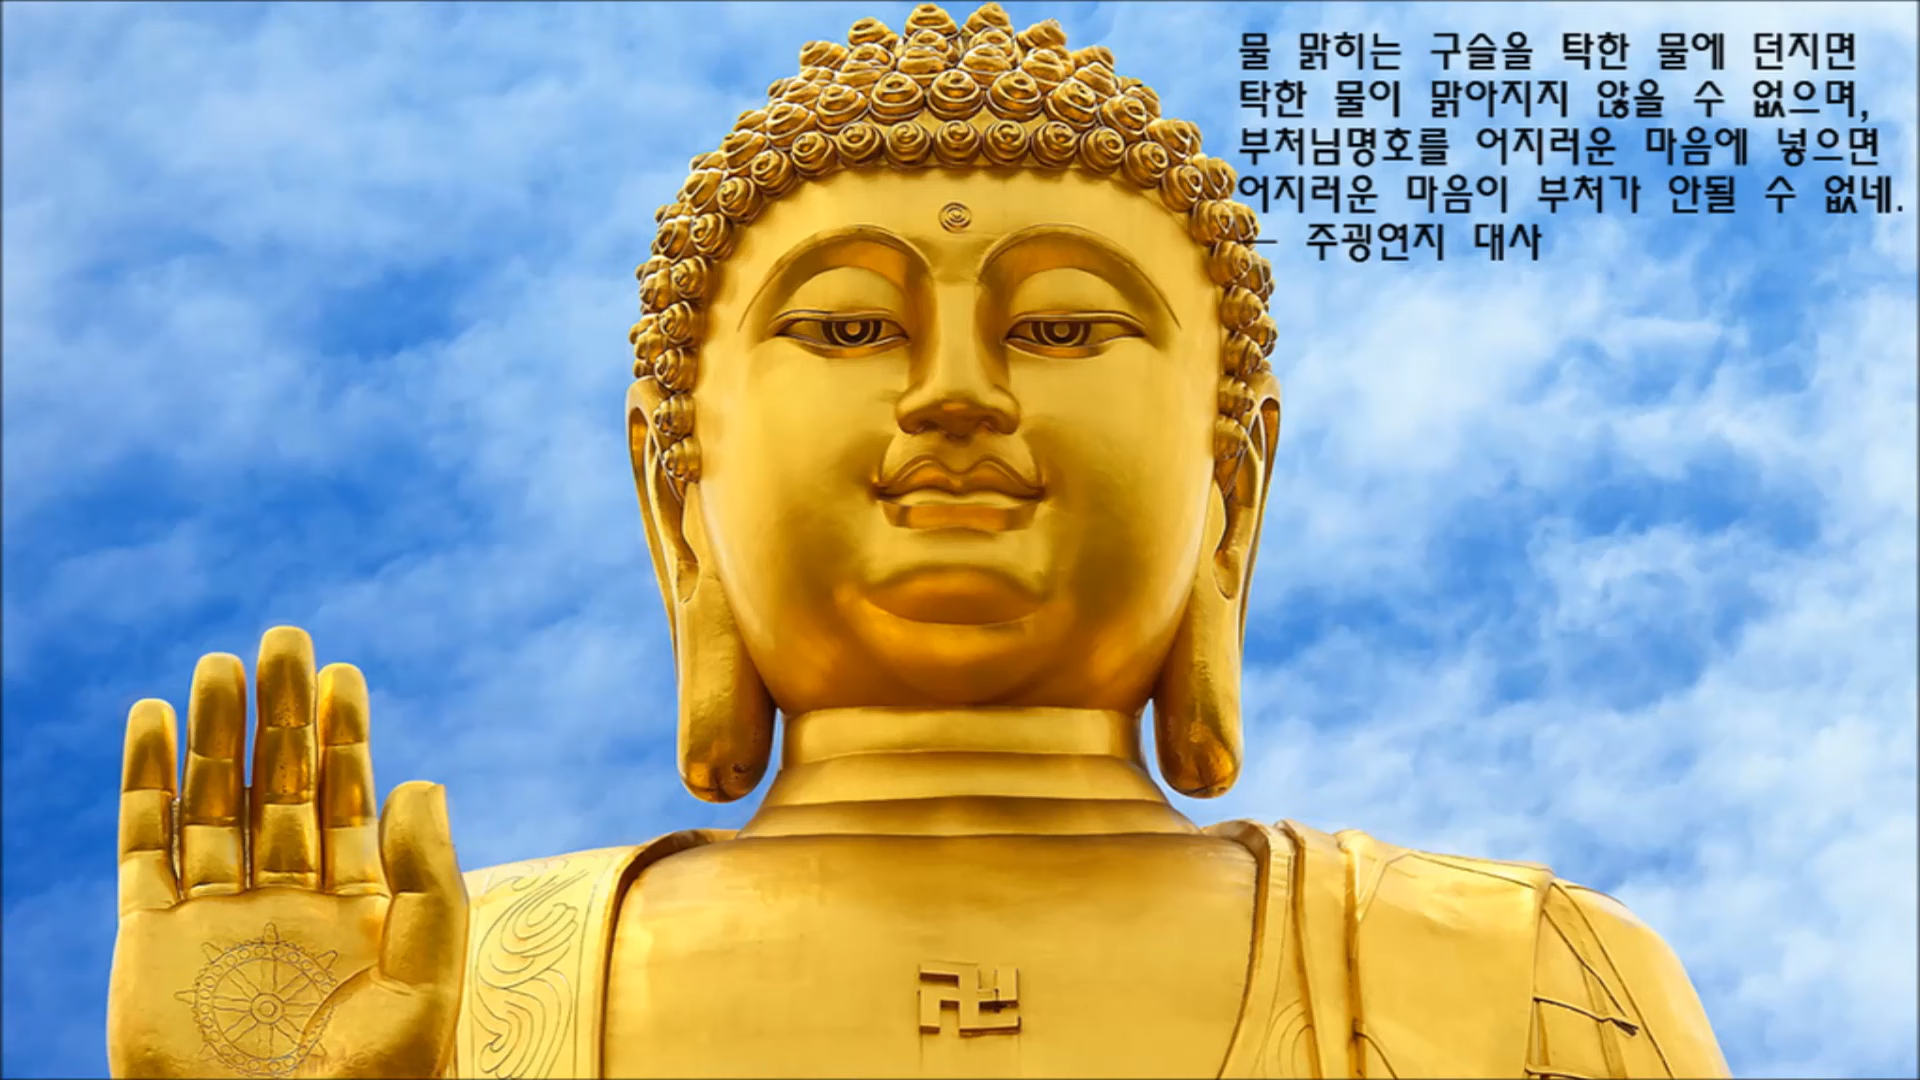 물 맑히는 구슬을 탁한 물에 던지면
탁한 물이 맑아지지 않을 수 없으며,
부처님명호를 어지러운 마음에 넣으면
어지러운 마음이 부처가 안될 수 없네.
- 주굉연지 대사